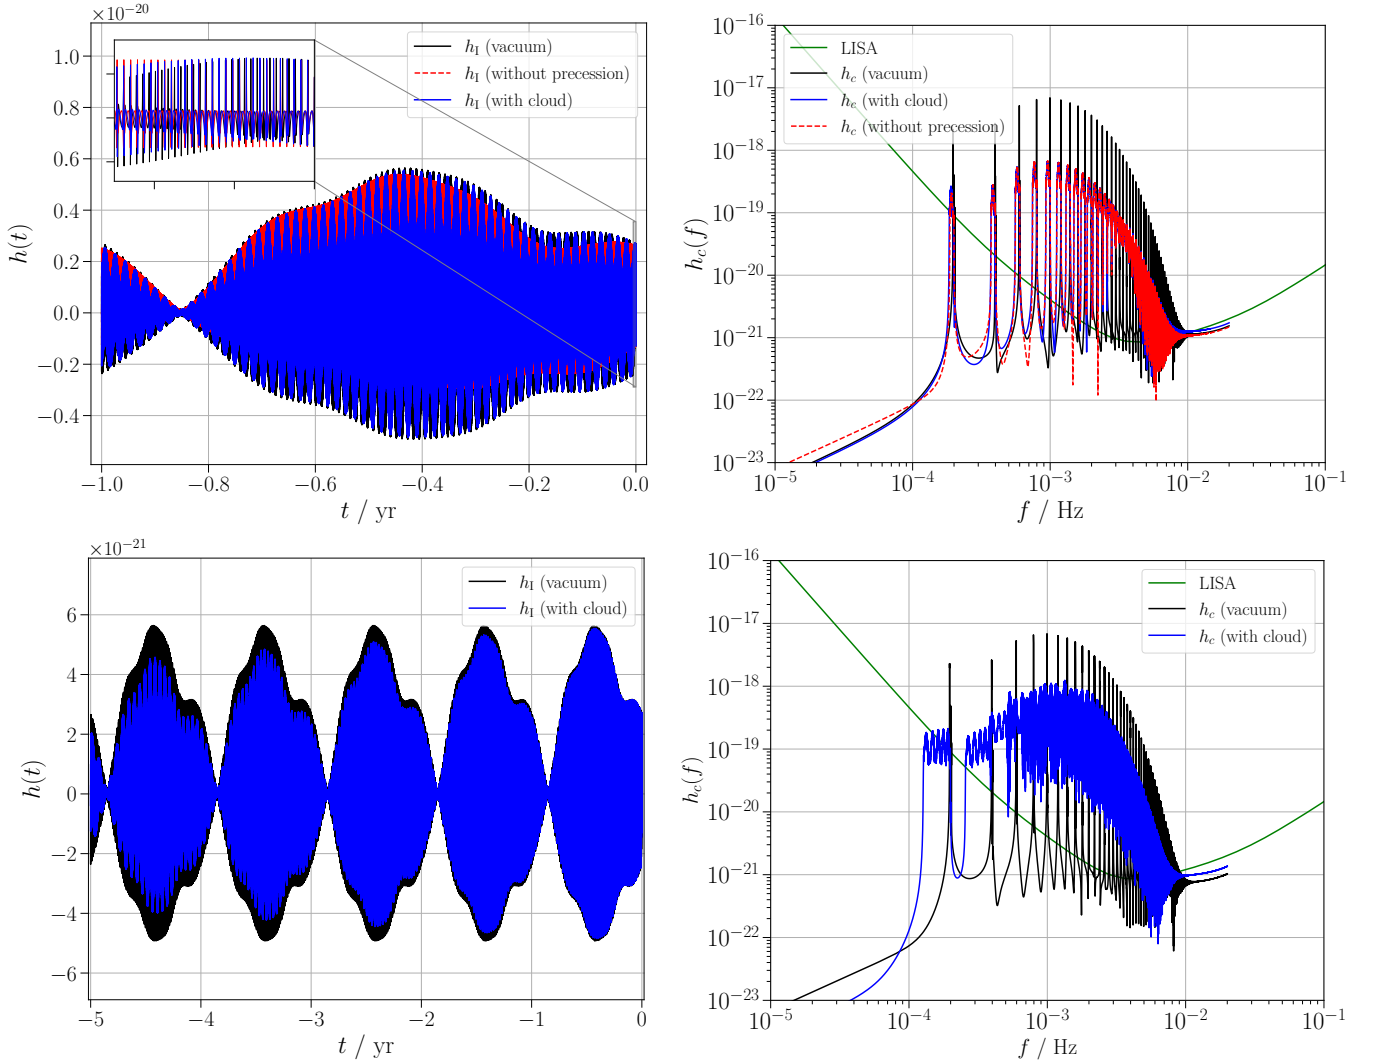 ×10⁻²⁰
h_I (vacuum)
h_I (without precession)
h_I (with cloud)
1.0
0.8
0.6
0.4
0.2
0.0
−0.2
−0.4
h(t)
−1.0 −0.8 −0.6 −0.4 −0.2 0.0
t / yr
LISA
h_c (vacuum)
h_c (with cloud)
h_c (without precession)
10⁻¹⁶
10⁻¹⁷
10⁻¹⁸
10⁻¹⁹
10⁻²⁰
10⁻²¹
10⁻²²
10⁻²³
h_c(f)
10⁻⁵ 10⁻⁴ 10⁻³ 10⁻² 10⁻¹
f / Hz
×10⁻²¹
h_I (vacuum)
h_I (with cloud)
6
4
2
0
−2
−4
−6
h(t)
−5 −4 −3 −2 −1 0
t / yr
LISA
h_c (vacuum)
h_c (with cloud)
10⁻¹⁶
10⁻¹⁷
10⁻¹⁸
10⁻¹⁹
10⁻²⁰
10⁻²¹
10⁻²²
10⁻²³
h_c(f)
10⁻⁵ 10⁻⁴ 10⁻³ 10⁻² 10⁻¹
f / Hz